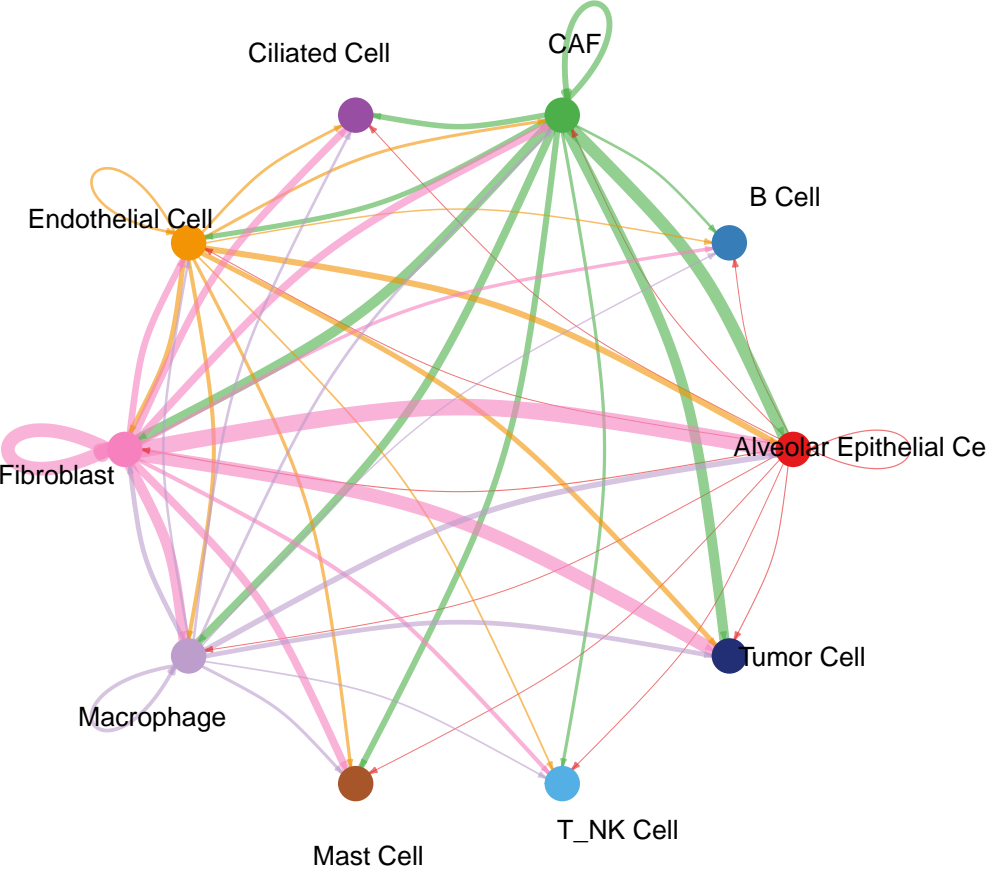 CAF
Ciliated Cell
B Cell
Endothelial Cell
Alveolar Epithelial Ce
Fibroblast
Tumor Cell
Macrophage
T_NK Cell
Mast Cell